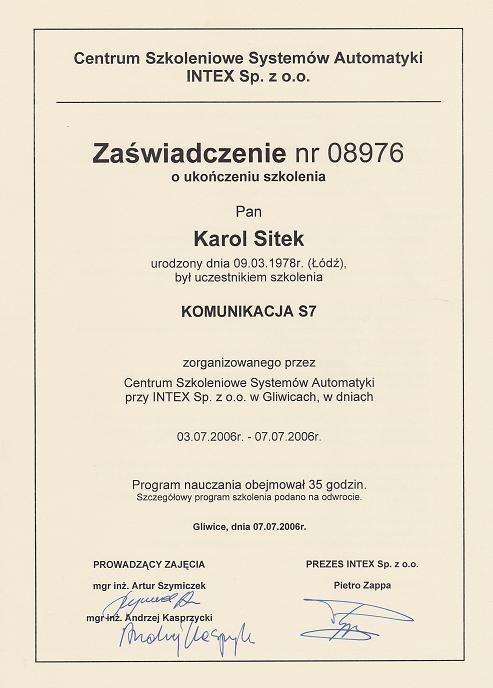 Centrum Szkoleniowe Systemów Automatyki
INTEX Sp. z o.o.
Zaświadczenie nr 08976
o ukończeniu szkolenia
Pan
Karol Sitek
urodzony dnia 09.03.1978r. (Łódź),
był uczestnikiem szkolenia
KOMUNIKACJA S7
zorganizowanego przez
Centrum Szkoleniowe Systemów Automatyki
przy INTEX Sp. z o.o. w Gliwicach, w dniach
03.07.2006r. - 07.07.2006r.
Program nauczania obejmował 35 godzin.
Szczegółowy program szkolenia podano na odwrocie.
Gliwice, dnia 07.07.2006r.
PROWADZĄCY ZAJĘCIA
PREZES INTEX Sp. z o.o.
mgr inż. Artur Szymiczek
Pietro Zappa
mgr inż. Andrzej Kasprzycki